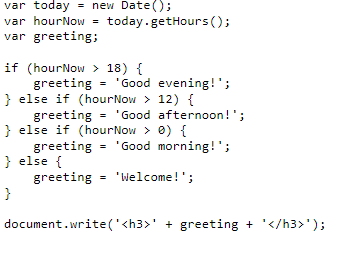 var today = new Date();
var hourNow = today.getHours();
var greeting;
if (hourNow > 18) {
    greeting = 'Good evening!';
} else if (hourNow > 12) {
    greeting = 'Good afternoon!';
} else if (hourNow > 0) {
    greeting = 'Good morning!';
} else {
    greeting = 'Welcome!';
}
document.write('<h3>' + greeting + '</h3>');